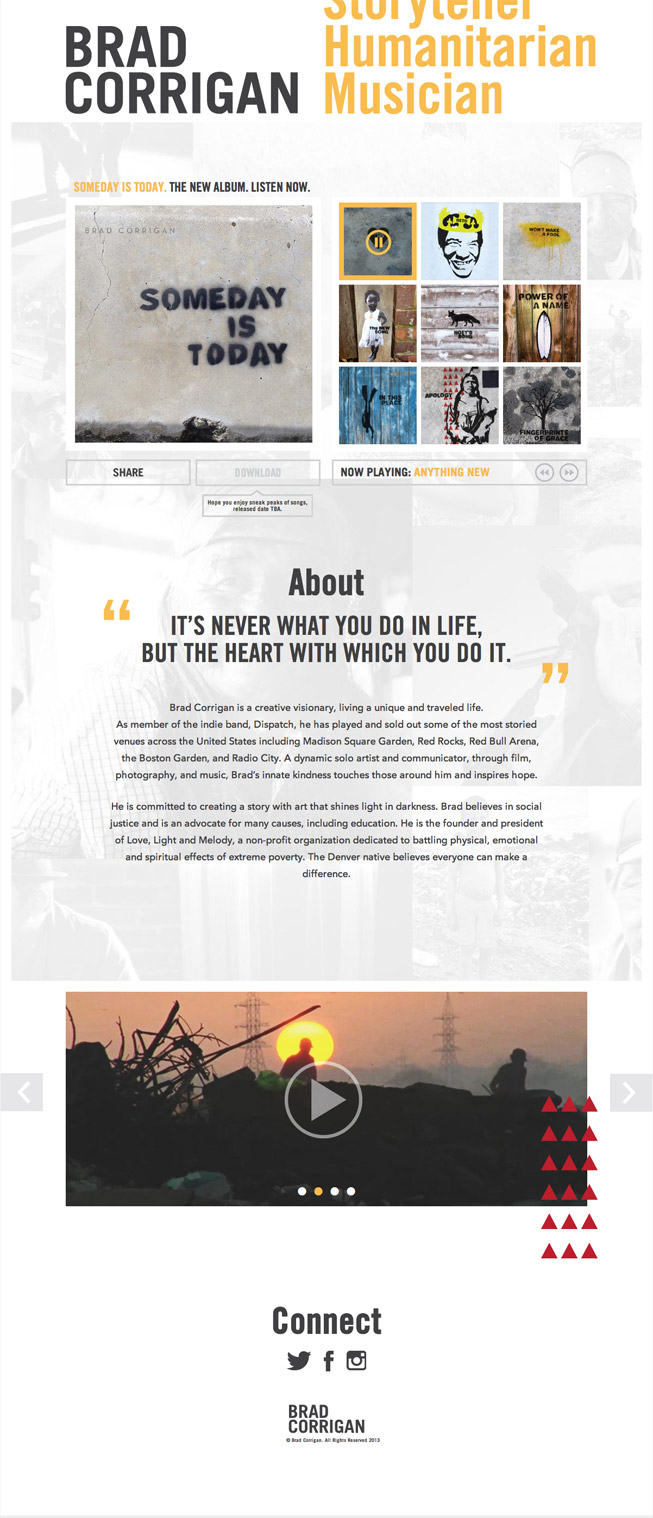 Storyteller
BRAD
CORRIGAN
Humanitarian
Musician
SOMEDAY IS TODAY. THE NEW ALBUM. LISTEN NOW.
BRAD CORRIGAN
SOMEDAY
IS
TODAY
HERO
WON'T MAKE
A FOOL
THE NEW
SONG
POWER OF
A NAME
IN THIS
PLACE
APOLOGY
FINGERPRINTS
OF GRACE
SHARE
DOWNLOAD
NOW PLAYING: ANYTHING NEW
Hope you enjoy sneak peaks of songs,
released date TBA.
About
“
IT’S NEVER WHAT YOU DO IN LIFE,
BUT THE HEART WITH WHICH YOU DO IT.
”
Brad Corrigan is a creative visionary, living a unique and traveled life.
As member of the indie band, Dispatch, he has played and sold out some of the most storied
venues across the United States including Madison Square Garden, Red Rocks, Red Bull Arena,
the Boston Garden, and Radio City. A dynamic solo artist and communicator, through film,
photography, and music, Brad’s innate kindness touches those around him and inspires hope.
He is committed to creating a story with art that shines light in darkness. Brad believes in social
justice and is an advocate for many causes, including education. He is the founder and president
of Love, Light and Melody, a non-profit organization dedicated to battling physical, emotional
and spiritual effects of extreme poverty. The Denver native believes everyone can make a
difference.
Connect
BRAD
CORRIGAN
© Brad Corrigan. All Rights Reserved 2013